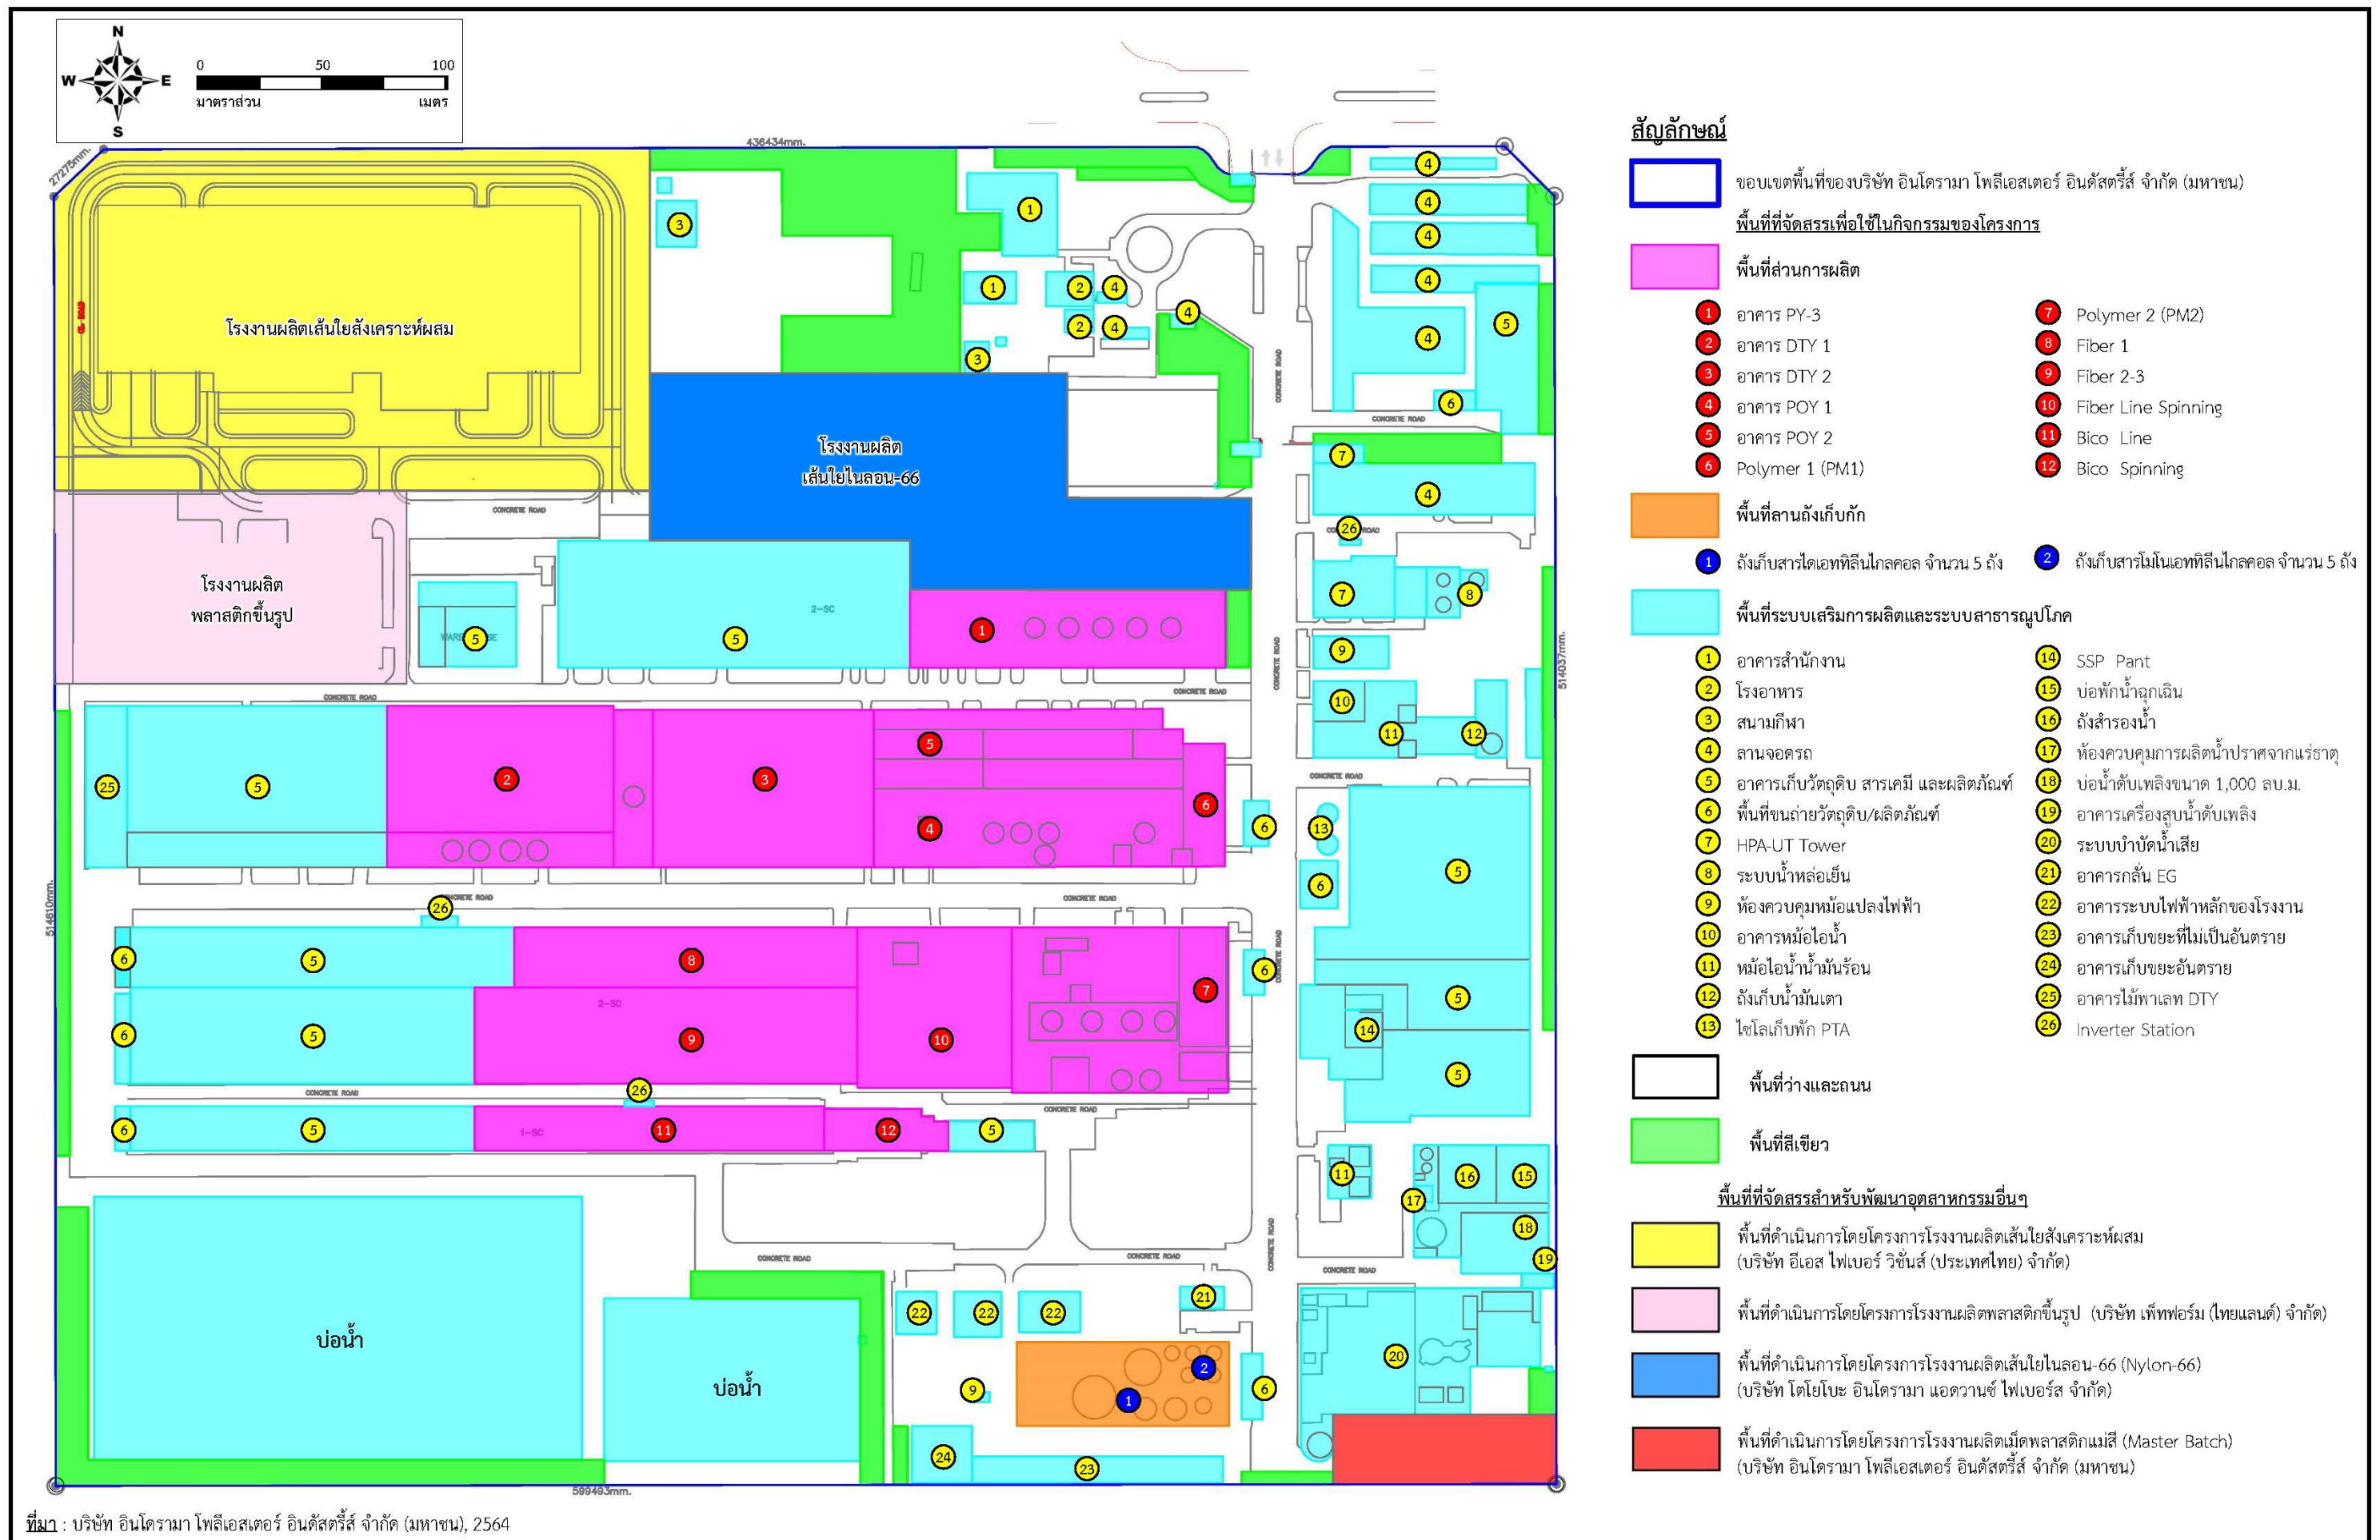 N
W E
S
0 50 100
มาตราส่วน เมตร
27275mm.
436434mm.
โรงงานผลิตเส้นใยสังเคราะห์ผสม
โรงงานผลิต
เส้นใยไนลอน-66
โรงงานผลิต
พลาสติกขึ้นรูป
CONCRETE ROAD
2-SC
CONCRETE ROAD
CONCRETE ROAD
CONCRETE ROAD
CONCRETE ROAD
CONCRETE ROAD
CONCRETE ROAD
CONCRETE ROAD
514037mm.
514610mm.
CONCRETE ROAD
CONCRETE ROAD
2-SC
CONCRETE ROAD
CONCRETE ROAD
1-SC
CONCRETE ROAD
CONCRETE ROAD
CONCRETE ROAD
CONCRETE ROAD
บ่อน้ำ
บ่อน้ำ
599493mm.
ที่มา : บริษัท อินโดรามา โพลีเอสเตอร์ อินดัสตรี้ส์ จำกัด (มหาชน), 2564
สัญลักษณ์
ขอบเขตพื้นที่ของบริษัท อินโดรามา โพลีเอสเตอร์ อินดัสตรี้ส์ จำกัด (มหาชน)
พื้นที่ที่จัดสรรเพื่อใช้ในกิจกรรมของโครงการ
พื้นที่ส่วนการผลิต
1 อาคาร PY-3
2 อาคาร DTY 1
3 อาคาร DTY 2
4 อาคาร POY 1
5 อาคาร POY 2
6 Polymer 1 (PM1)
7 Polymer 2 (PM2)
8 Fiber 1
9 Fiber 2-3
10 Fiber Line Spinning
11 Bico Line
12 Bico Spinning
พื้นที่ลานถังเก็บกัก
1 ถังเก็บสารไดเอททิลีนไกลคอล จำนวน 5 ถัง
2 ถังเก็บสารโมโนเอททิลีนไกลคอล จำนวน 5 ถัง
พื้นที่ระบบเสริมการผลิตและระบบสาธารณูปโภค
1 อาคารสำนักงาน
2 โรงอาหาร
3 สนามกีฬา
4 ลานจอดรถ
5 อาคารเก็บวัตถุดิบ สารเคมี และผลิตภัณฑ์
6 พื้นที่ขนถ่ายวัตถุดิบ/ผลิตภัณฑ์
7 HPA-UT Tower
8 ระบบน้ำหล่อเย็น
9 ห้องควบคุมหม้อแปลงไฟฟ้า
10 อาคารหม้อไอน้ำ
11 หม้อไอน้ำน้ำมันร้อน
12 ถังเก็บน้ำมันเตา
13 ไซโลเก็บพัก PTA
14 SSP Pant
15 บ่อพักน้ำฉุกเฉิน
16 ถังสำรองน้ำ
17 ห้องควบคุมการผลิตน้ำปราศจากแร่ธาตุ
18 บ่อน้ำดับเพลิงขนาด 1,000 ลบ.ม.
19 อาคารเครื่องสูบน้ำดับเพลิง
20 ระบบบำบัดน้ำเสีย
21 อาคารกลั่น EG
22 อาคารระบบไฟฟ้าหลักของโรงงาน
23 อาคารเก็บขยะที่ไม่เป็นอันตราย
24 อาคารเก็บขยะอันตราย
25 อาคารไม้พาเลท DTY
26 Inverter Station
พื้นที่ว่างและถนน
พื้นที่สีเขียว
พื้นที่ที่จัดสรรสำหรับพัฒนาอุตสาหกรรมอื่นๆ
พื้นที่ดำเนินการโดยโครงการโรงงานผลิตเส้นใยสังเคราะห์ผสม
(บริษัท อีเอส ไฟเบอร์ วิชั่นส์ (ประเทศไทย) จำกัด)
พื้นที่ดำเนินการโดยโครงการโรงงานผลิตพลาสติกขึ้นรูป (บริษัท เพ็ทฟอร์ม (ไทยแลนด์) จำกัด)
พื้นที่ดำเนินการโดยโครงการโรงงานผลิตเส้นใยไนลอน-66 (Nylon-66)
(บริษัท โตโยโบะ อินโดรามา แอดวานซ์ ไฟเบอร์ส จำกัด)
พื้นที่ดำเนินการโดยโครงการโรงงานผลิตเม็ดพลาสติกแม่สี (Master Batch)
(บริษัท อินโดรามา โพลีเอสเตอร์ อินดัสตรี้ส์ จำกัด (มหาชน)